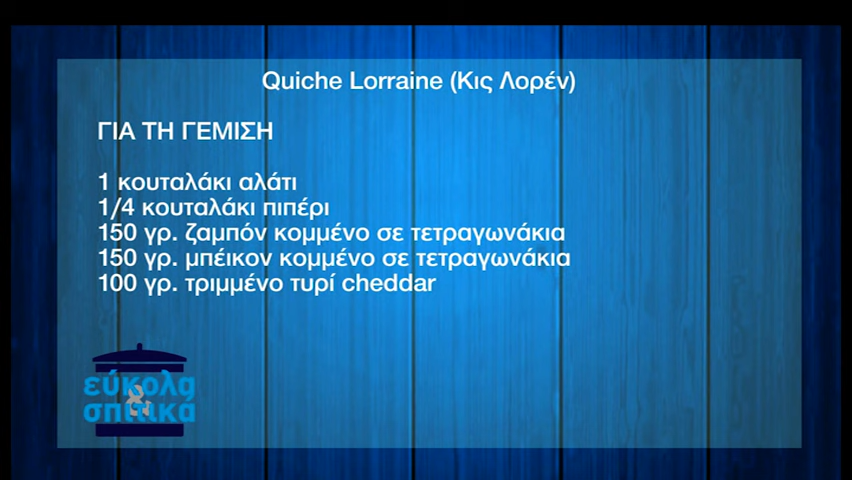 Quiche Lorraine (Κις Λορέν)
ΓΙΑ ΤΗ ΓΕΜΙΣΗ
1 κουταλάκι αλάτι
1/4 κουταλάκι πιπέρι
150 γρ. ζαμπόν κομμένο σε τετραγωνάκια
150 γρ. μπέικον κομμένο σε τετραγωνάκια
100 γρ. τριμμένο τυρί cheddar
εύκολα
&
σπιτικα